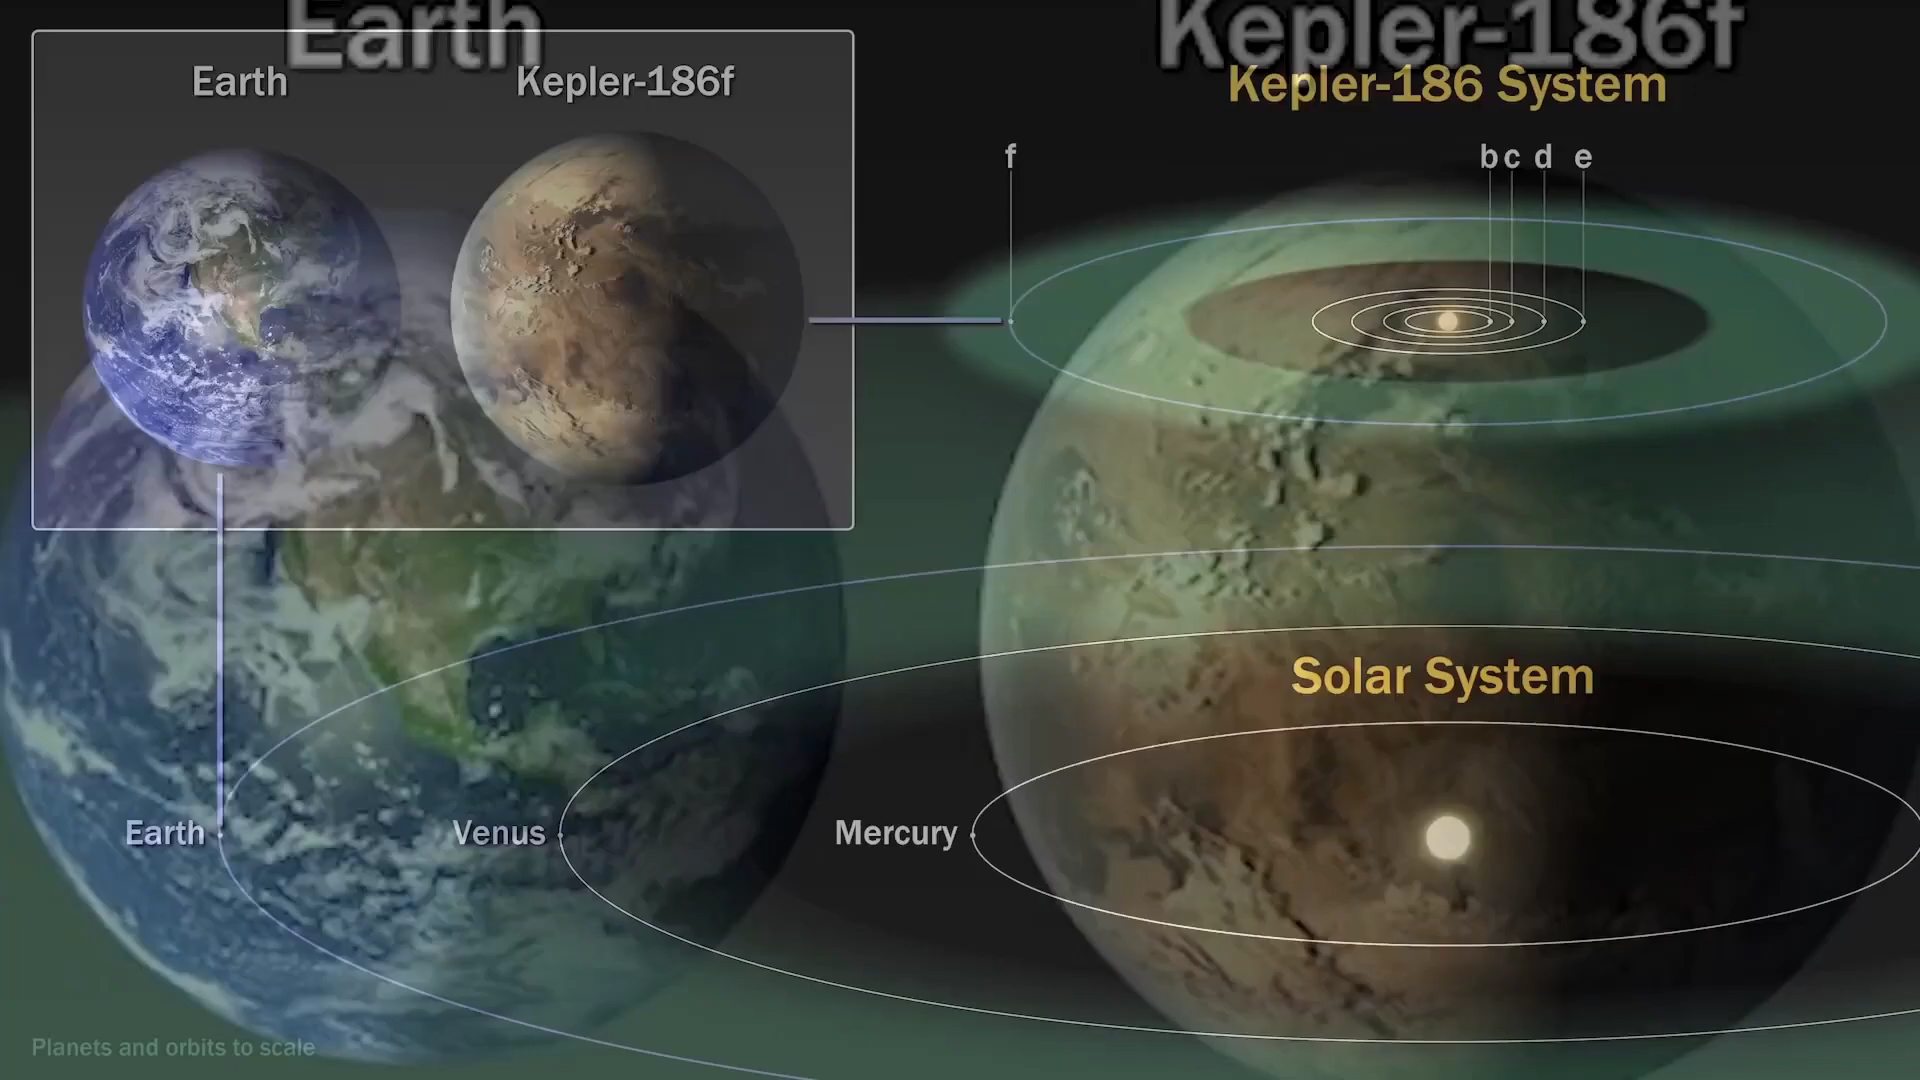 Earth
Kepler-186f
Earth
Kepler-186f
Kepler-186 System
f
b c d e
Solar System
Earth
Venus
Mercury
Planets and orbits to scale